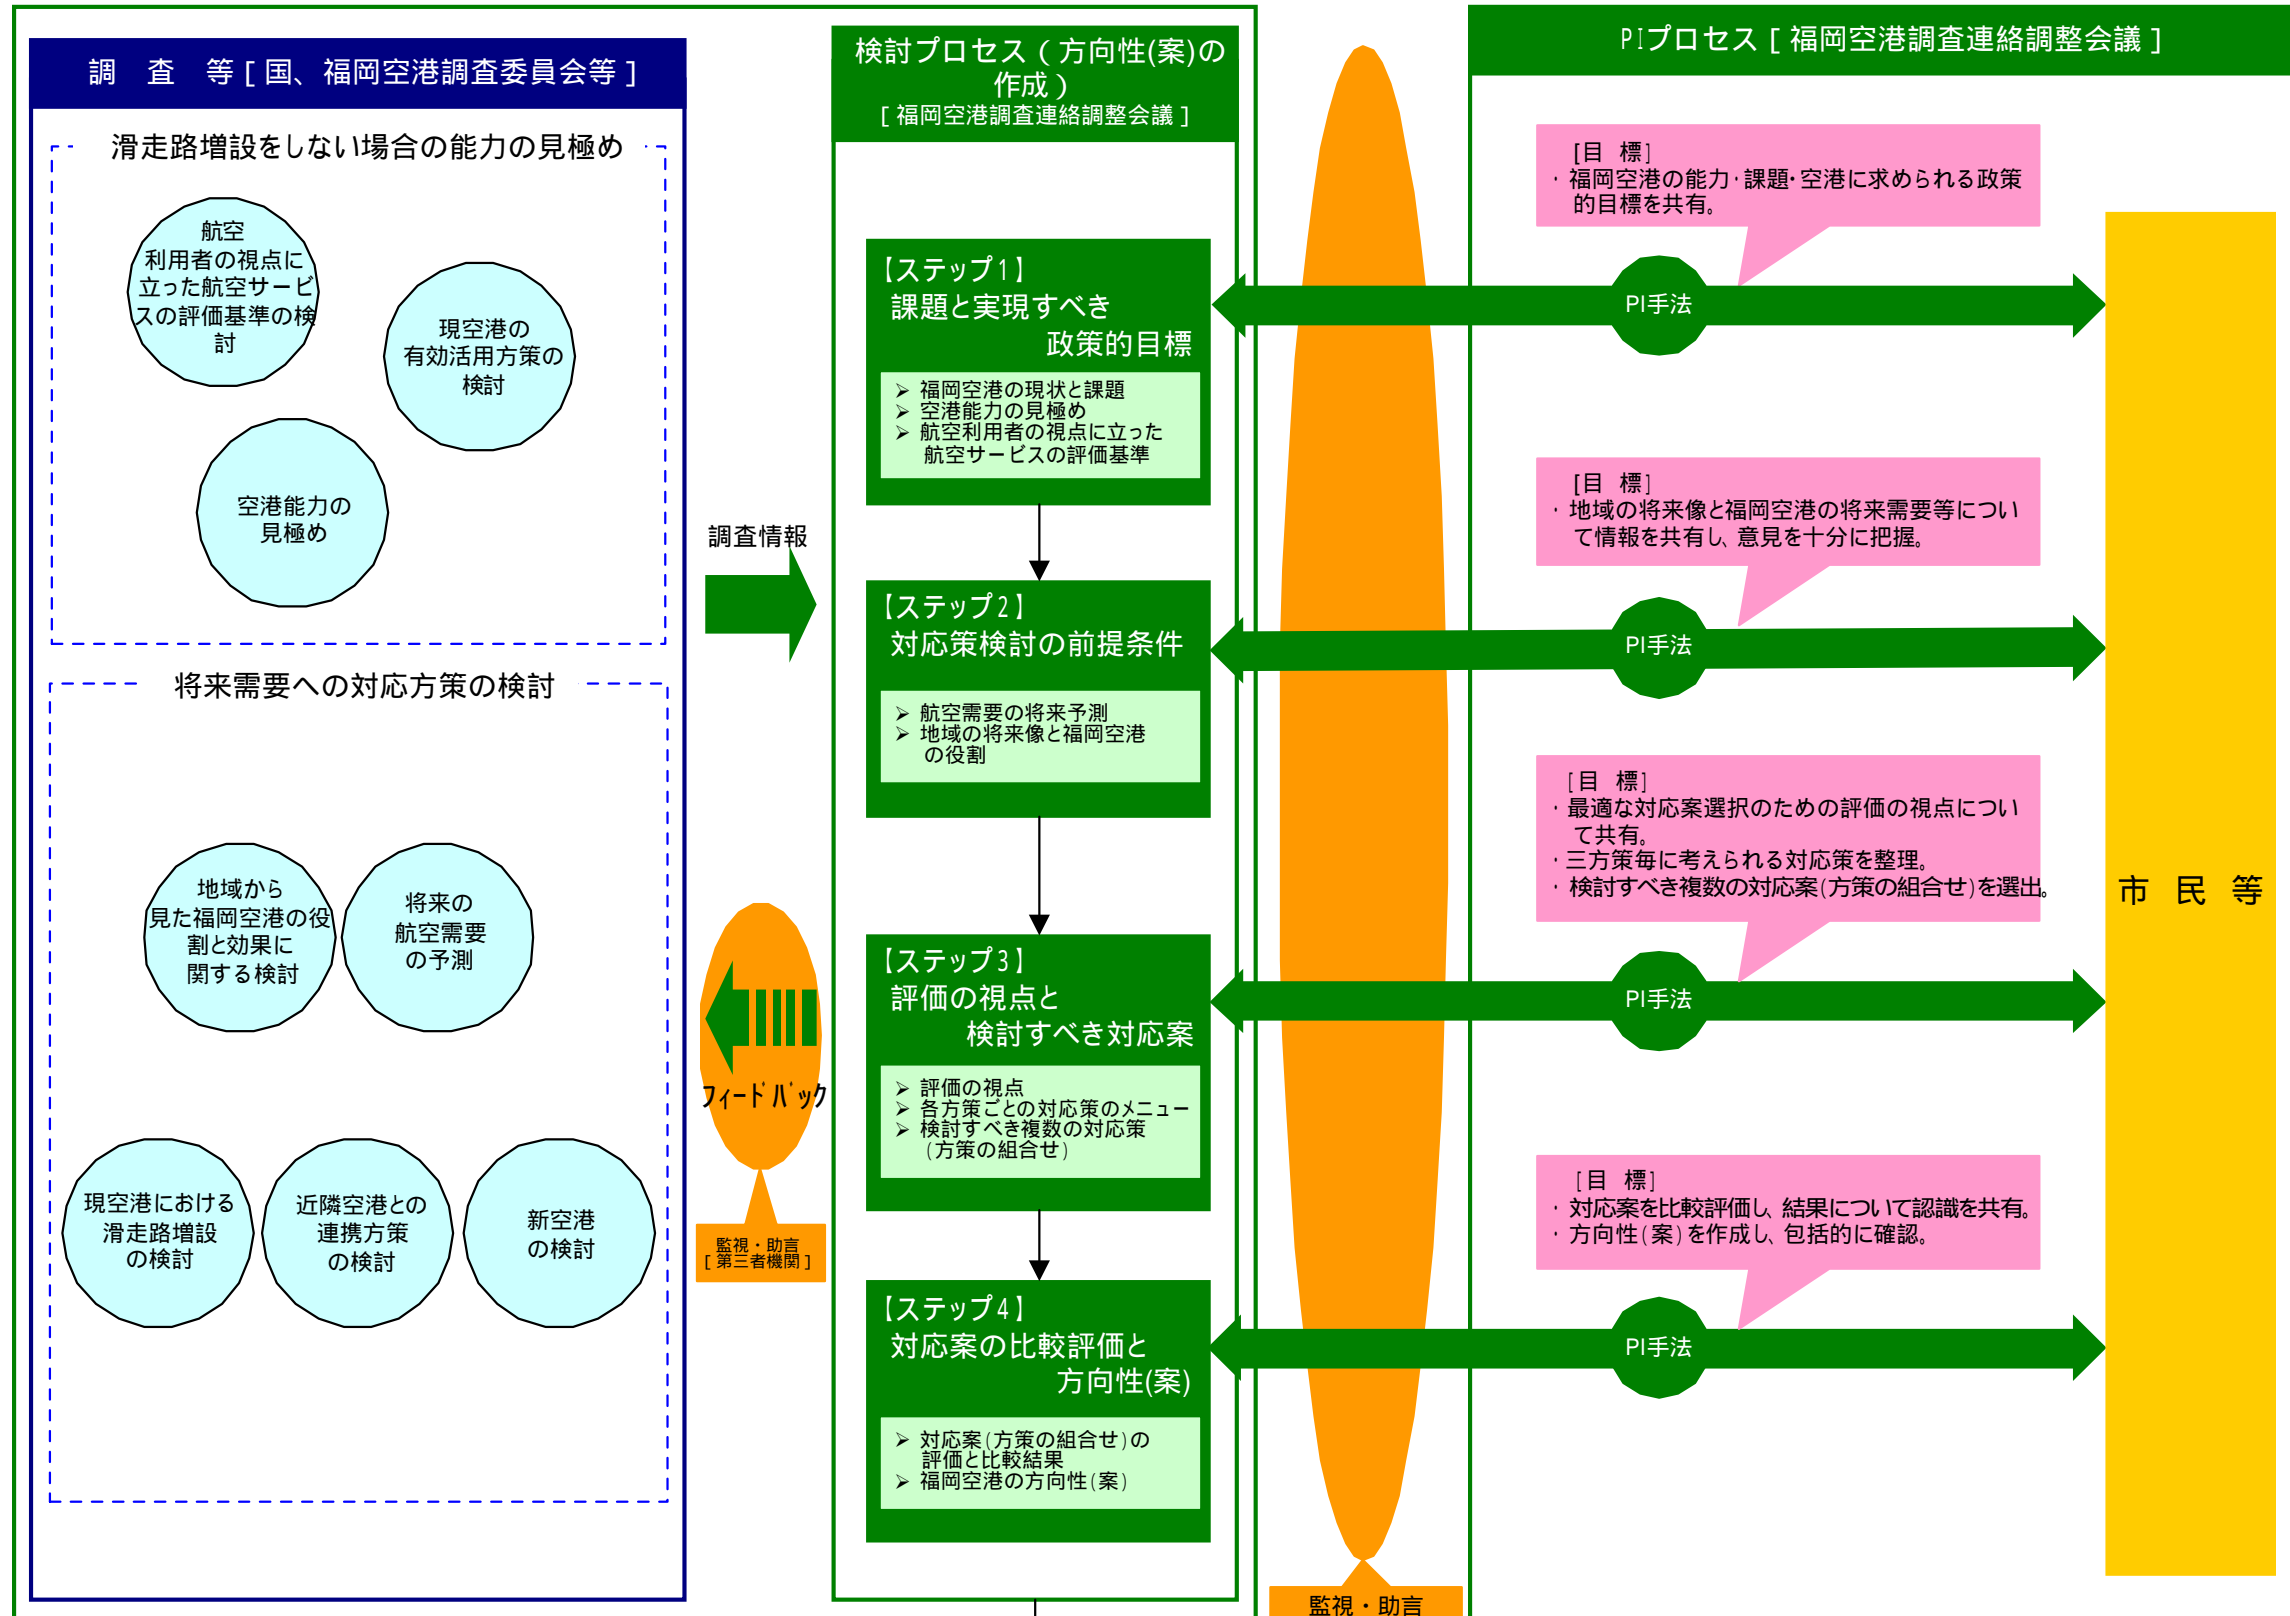 調 査 等 [ 国、福岡空港調査委員会等 ]
滑走路増設をしない場合の能力の見極め
航空
利用者の視点に
立った航空サービ
スの評価基準の検
討
現空港の
有効活用方策の
検討
空港能力の
見極め
将来需要への対応方策の検討
地域から
見た福岡空港の役
割と効果に
関する検討
将来の
航空需要
の予測
現空港における
滑走路増設
の検討
近隣空港との
連携方策
の検討
新空港
の検討
調査情報
フィードバック
監視・助言
[ 第三者機関 ]
検討プロセス（方向性(案)の
作成）
[ 福岡空港調査連絡調整会議 ]
【ステップ1】
課題と実現すべき
政策的目標
➢ 福岡空港の現状と課題
➢ 空港能力の見極め
➢ 航空利用者の視点に立った
航空サービスの評価基準
【ステップ2】
対応策検討の前提条件
➢ 航空需要の将来予測
➢ 地域の将来像と福岡空港
の役割
【ステップ3】
評価の視点と
検討すべき対応案
➢ 評価の視点
➢ 各方策ごとの対応策のメニュー
➢ 検討すべき複数の対応策
(方策の組合せ)
【ステップ4】
対応案の比較評価と
方向性(案)
➢ 対応案(方策の組合せ)の
評価と比較結果
➢ 福岡空港の方向性(案)
監視・助言
PIプロセス [ 福岡空港調査連絡調整会議 ]
[目 標]
・福岡空港の能力・課題・空港に求められる政策
的目標を共有。
PI手法
[目 標]
・地域の将来像と福岡空港の将来需要等につい
て情報を共有し、意見を十分に把握。
PI手法
[目 標]
・最適な対応案選択のための評価の視点につい
て共有。
・三方策毎に考えられる対応策を整理。
・検討すべき複数の対応案(方策の組合せ)を選出。
PI手法
[目 標]
・対応案を比較評価し、結果について認識を共有。
・方向性(案)を作成し、包括的に確認。
PI手法
市 民 等